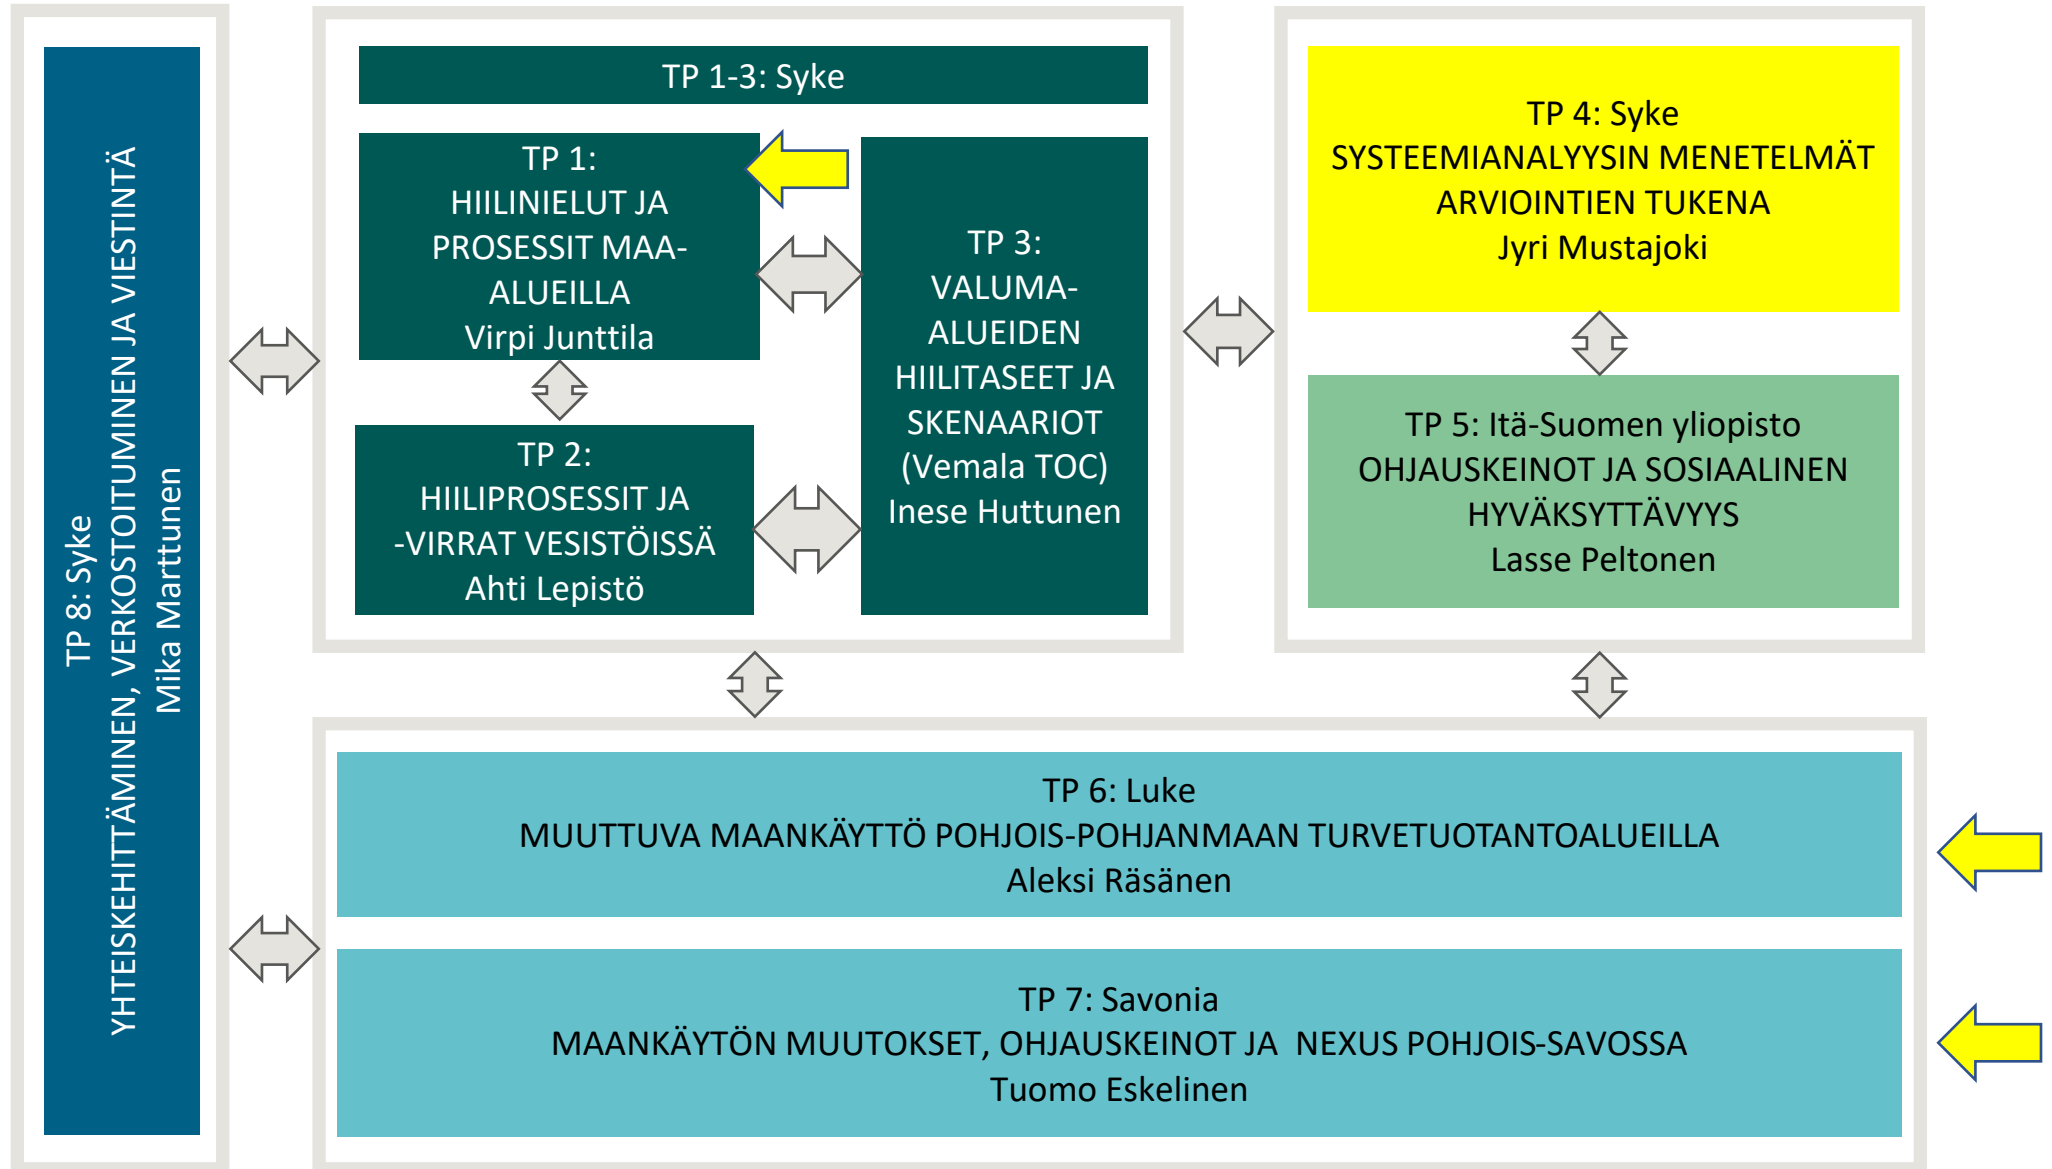 TP 8: Syke
YHTEISKEHITTÄMINEN, VERKOSTOITUMINEN JA VIESTINTÄ
Mika Marttunen
TP 1-3: Syke
TP 1:
HIILINIELUT JA
PROSESSIT MAA-
ALUEILLA
Virpi Junttila
TP 2:
HIILIPROSESSIT JA
-VIRRAT VESISTÖISSÄ
Ahti Lepistö
TP 3:
VALUMA-
ALUEIDEN
HIILITASEET JA
SKENAARIOT
(Vemala TOC)
Inese Huttunen
TP 4: Syke
SYSTEEMIANALYYSIN MENETELMÄT
ARVIOINTIEN TUKENA
Jyri Mustajoki
TP 5: Itä-Suomen yliopisto
OHJAUSKEINOT JA SOSIAALINEN
HYVÄKSYTTÄVYYS
Lasse Peltonen
TP 6: Luke
MUUTTUVA MAANKÄYTTÖ POHJOIS-POHJANMAAN TURVETUOTANTOALUEILLA
Aleksi Räsänen
TP 7: Savonia
MAANKÄYTÖN MUUTOKSET, OHJAUSKEINOT JA  NEXUS POHJOIS-SAVOSSA
Tuomo Eskelinen